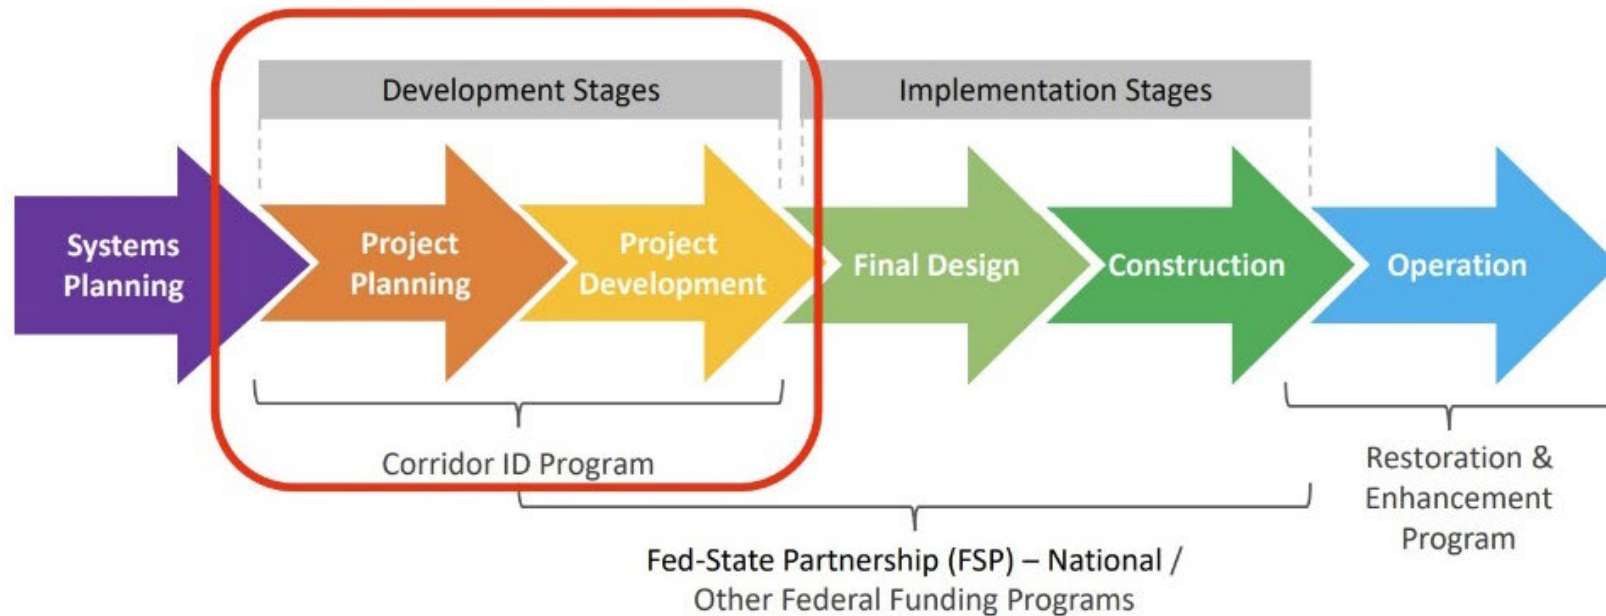 Development Stages
Implementation Stages
Systems
Planning
Project
Planning
Project
Development
Final Design
Construction
Operation
Corridor ID Program
Restoration &
Enhancement
Program
Fed-State Partnership (FSP) – National /
Other Federal Funding Programs